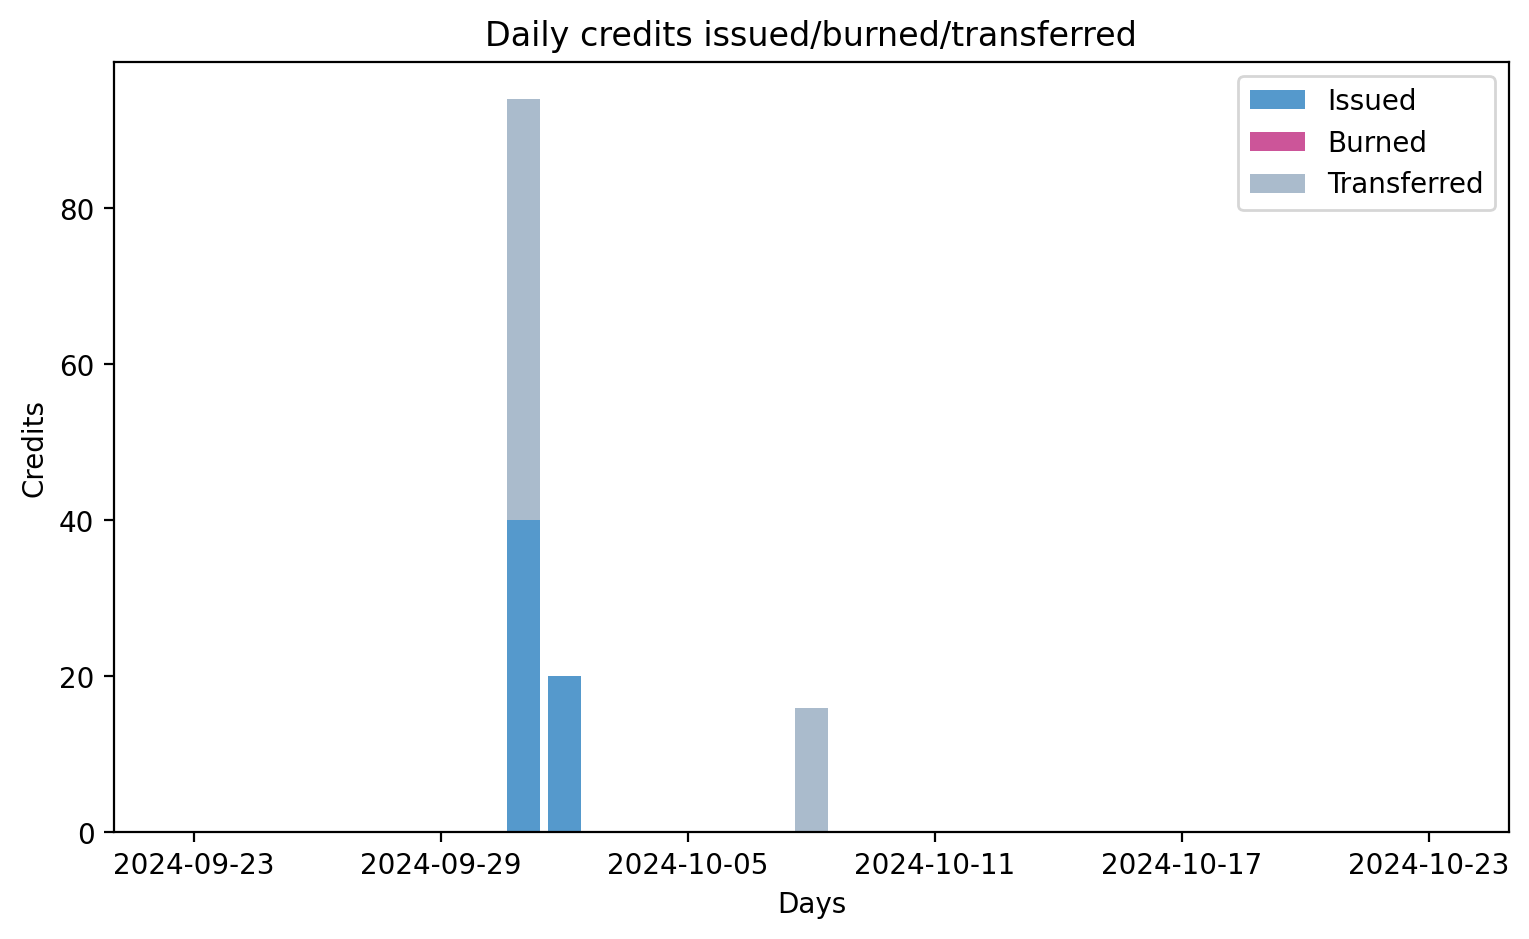 Daily credits issued/burned/transferred
Issued
Burned
Transferred
Credits
80
60
40
20
0
2024-09-23 2024-09-29 2024-10-05 2024-10-11 2024-10-17 2024-10-23
Days